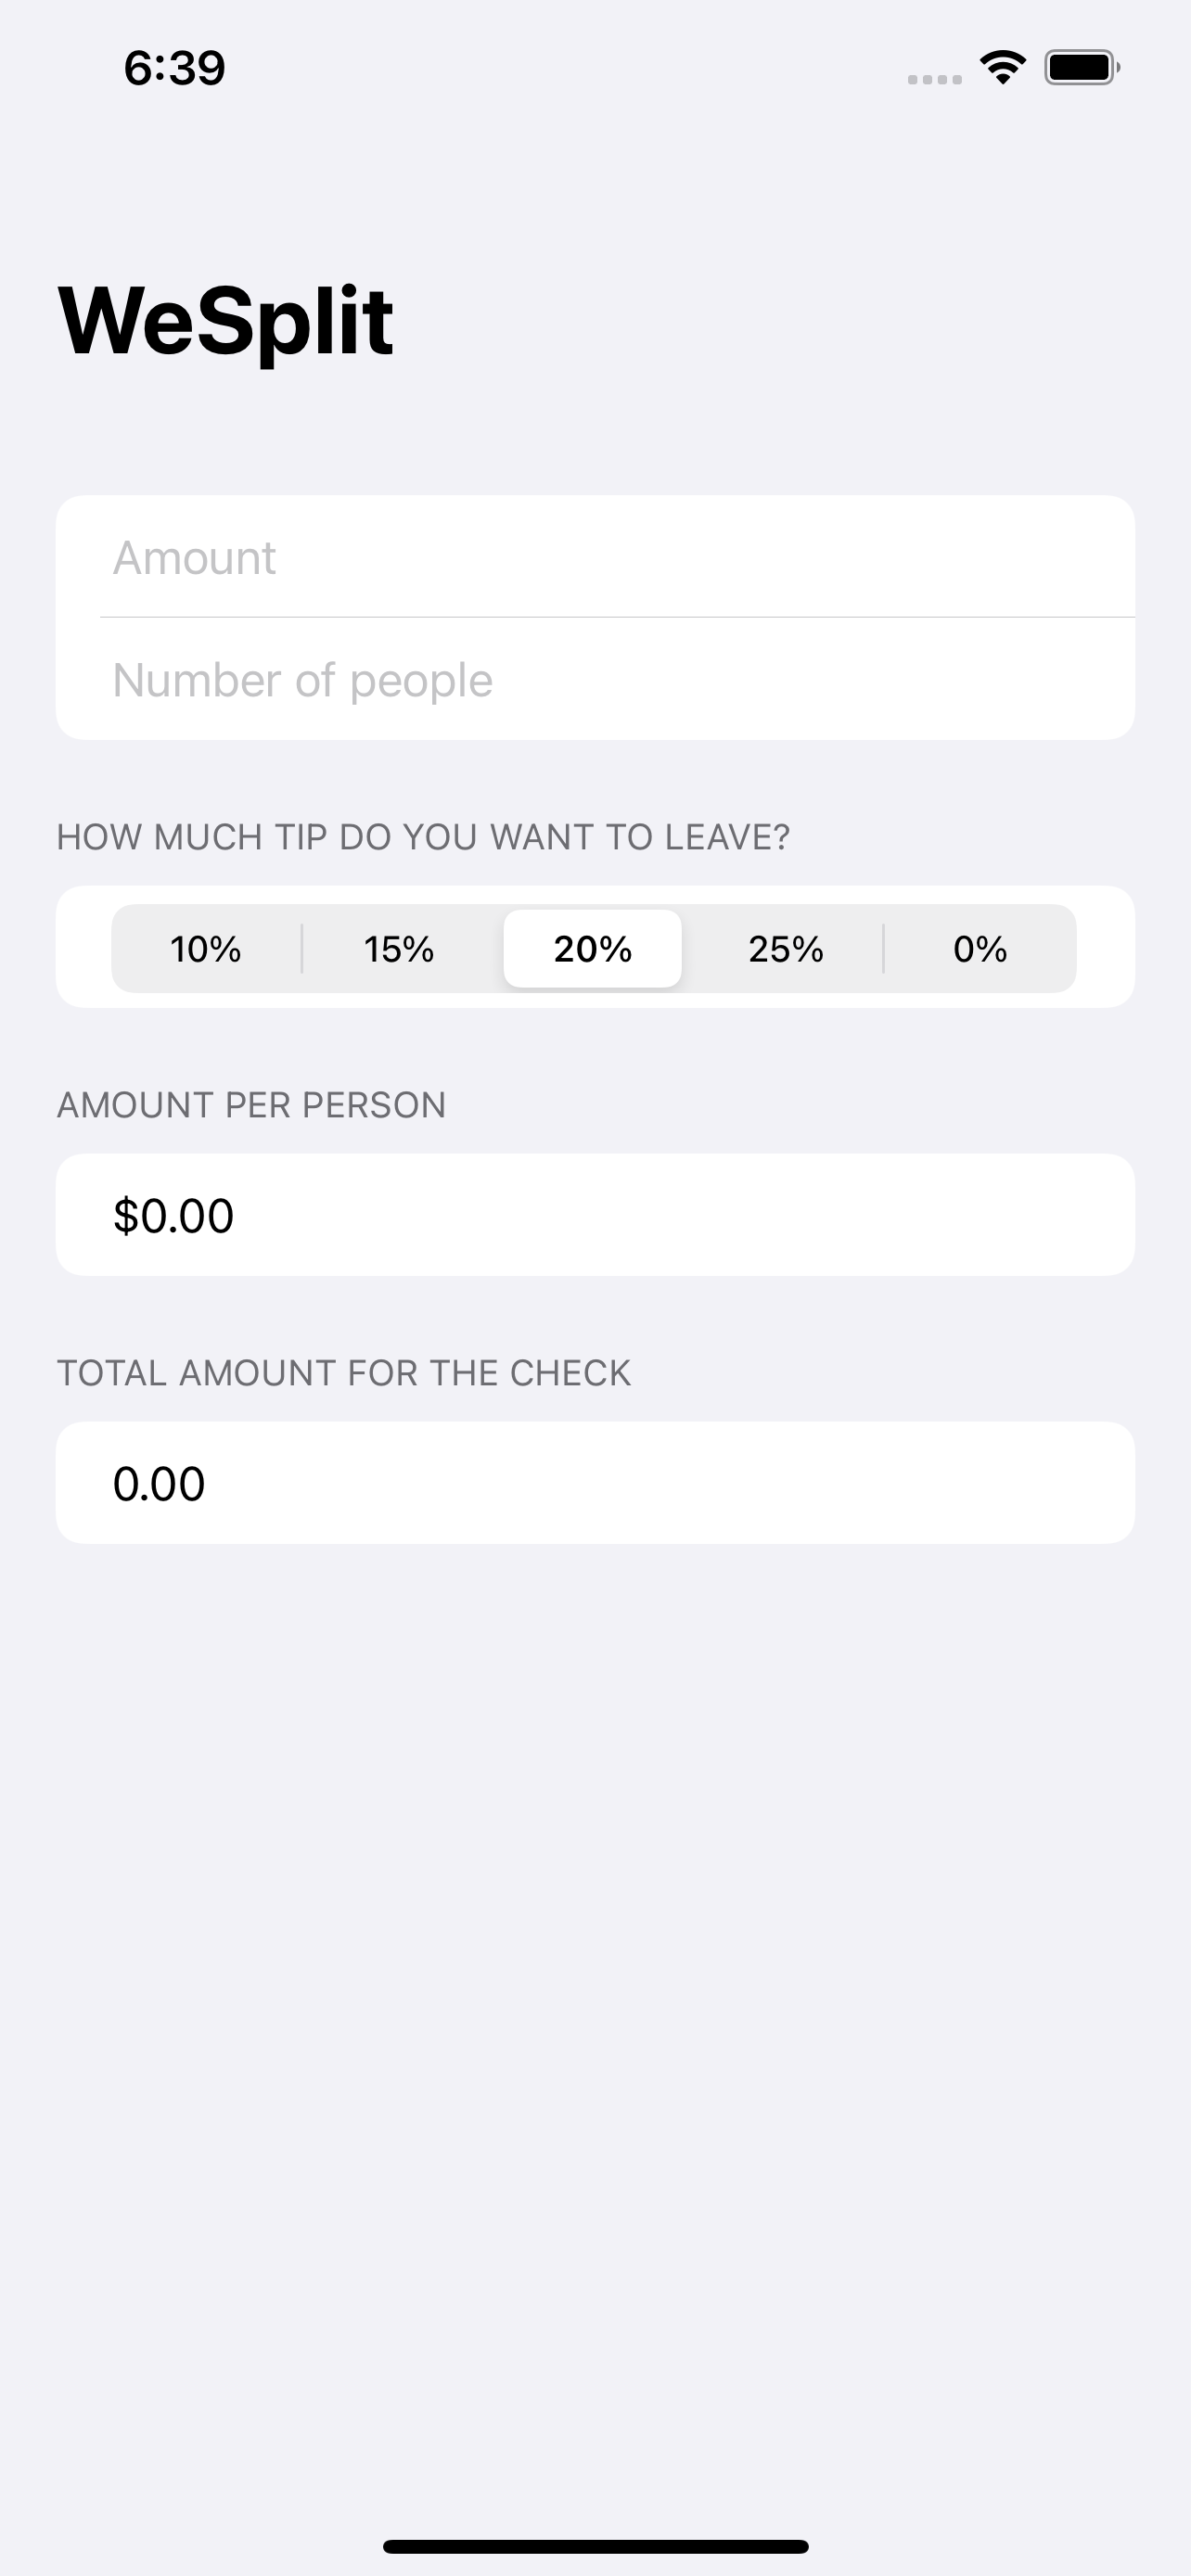 6:39
WeSplit
Amount
Number of people
HOW MUCH TIP DO YOU WANT TO LEAVE?
10% 15% 20% 25% 0%
AMOUNT PER PERSON
$0.00
TOTAL AMOUNT FOR THE CHECK
0.00